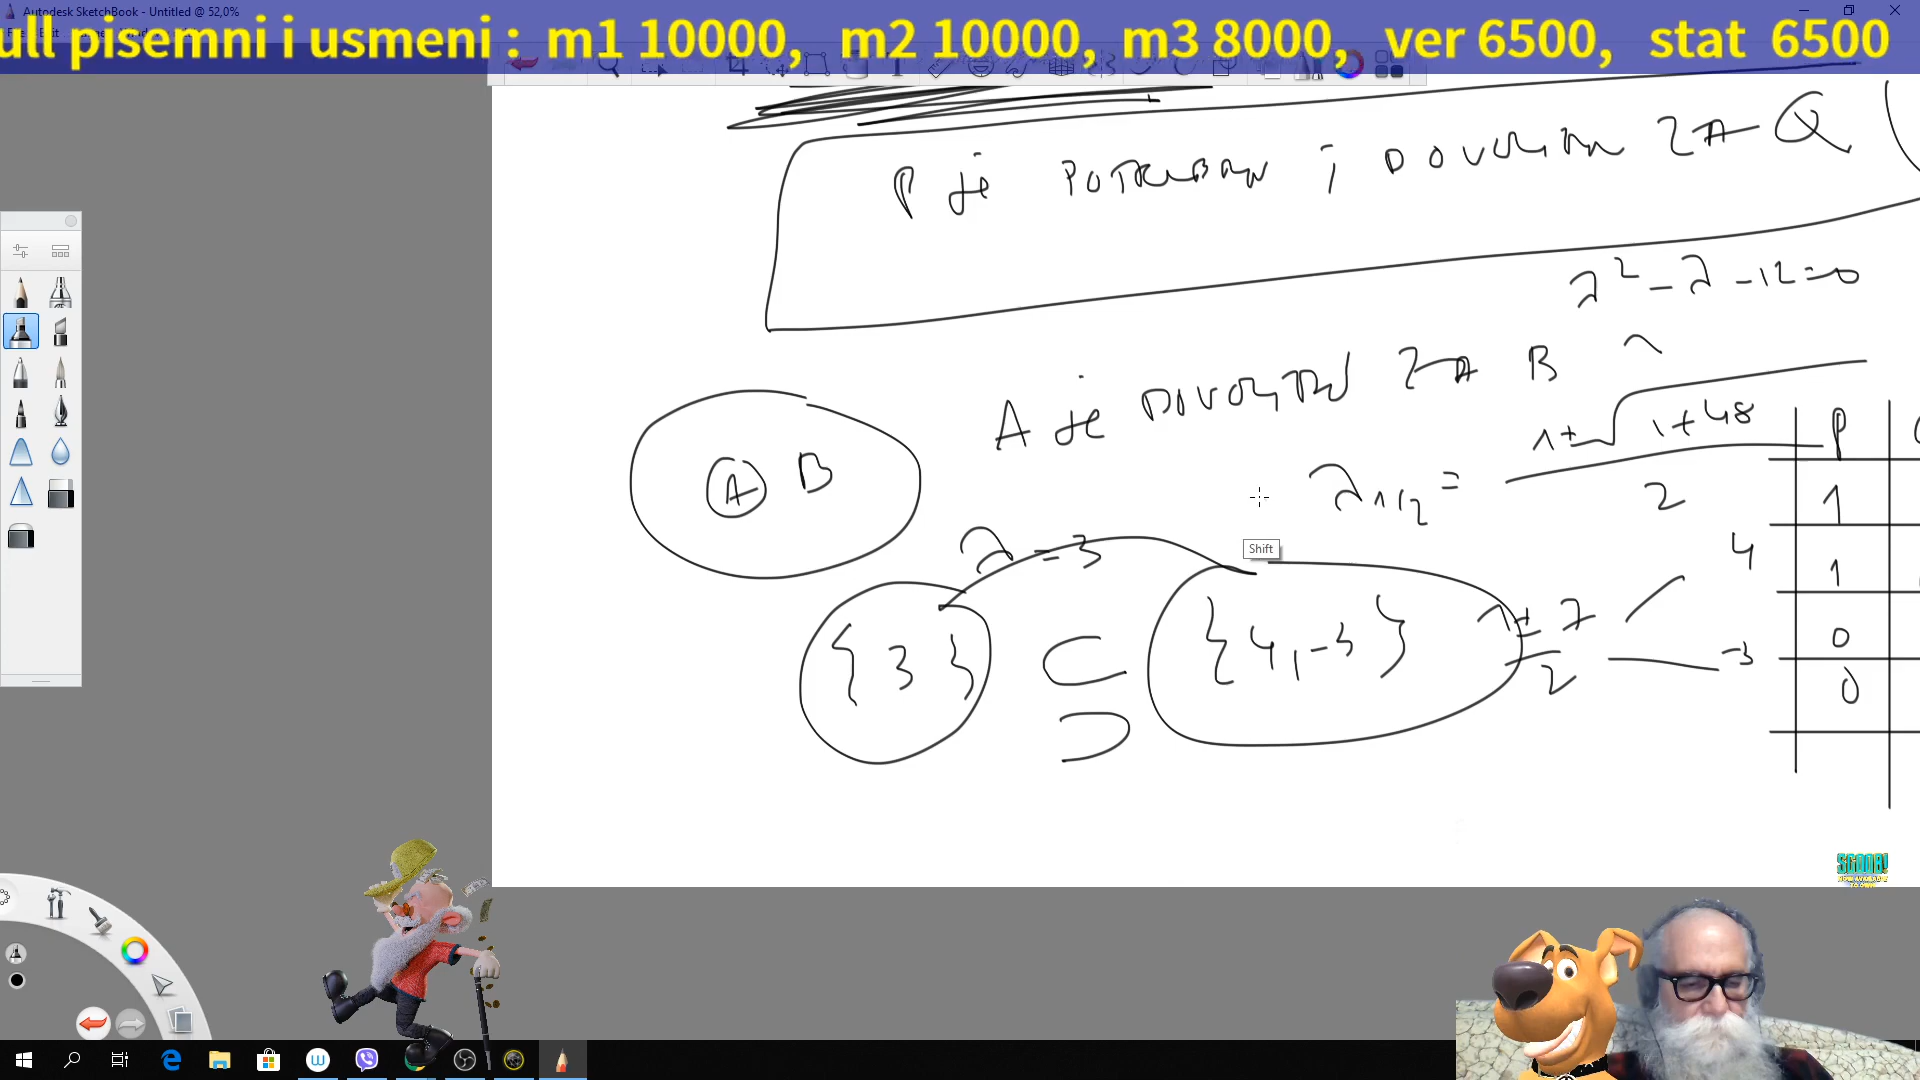 Autodesk SketchBook - Untitled @ 52,0%
ull pisemni i usmeni : m1 10000, m2 10000, m3 8000, ver 6500, stat 6500
P je POTREBAN i DOVOLJAN ZA Q
λ² - λ - 12 = 0
A je DOVOLJAN ZA B
A B
λ1/2 =
1 ± √1+48
2
λ = 3
Shift
{ 3 } ⊂ { 4, -3 }
⊃
1 ± 7
2
4
-3
P
1
1
0
0
SCOOB!